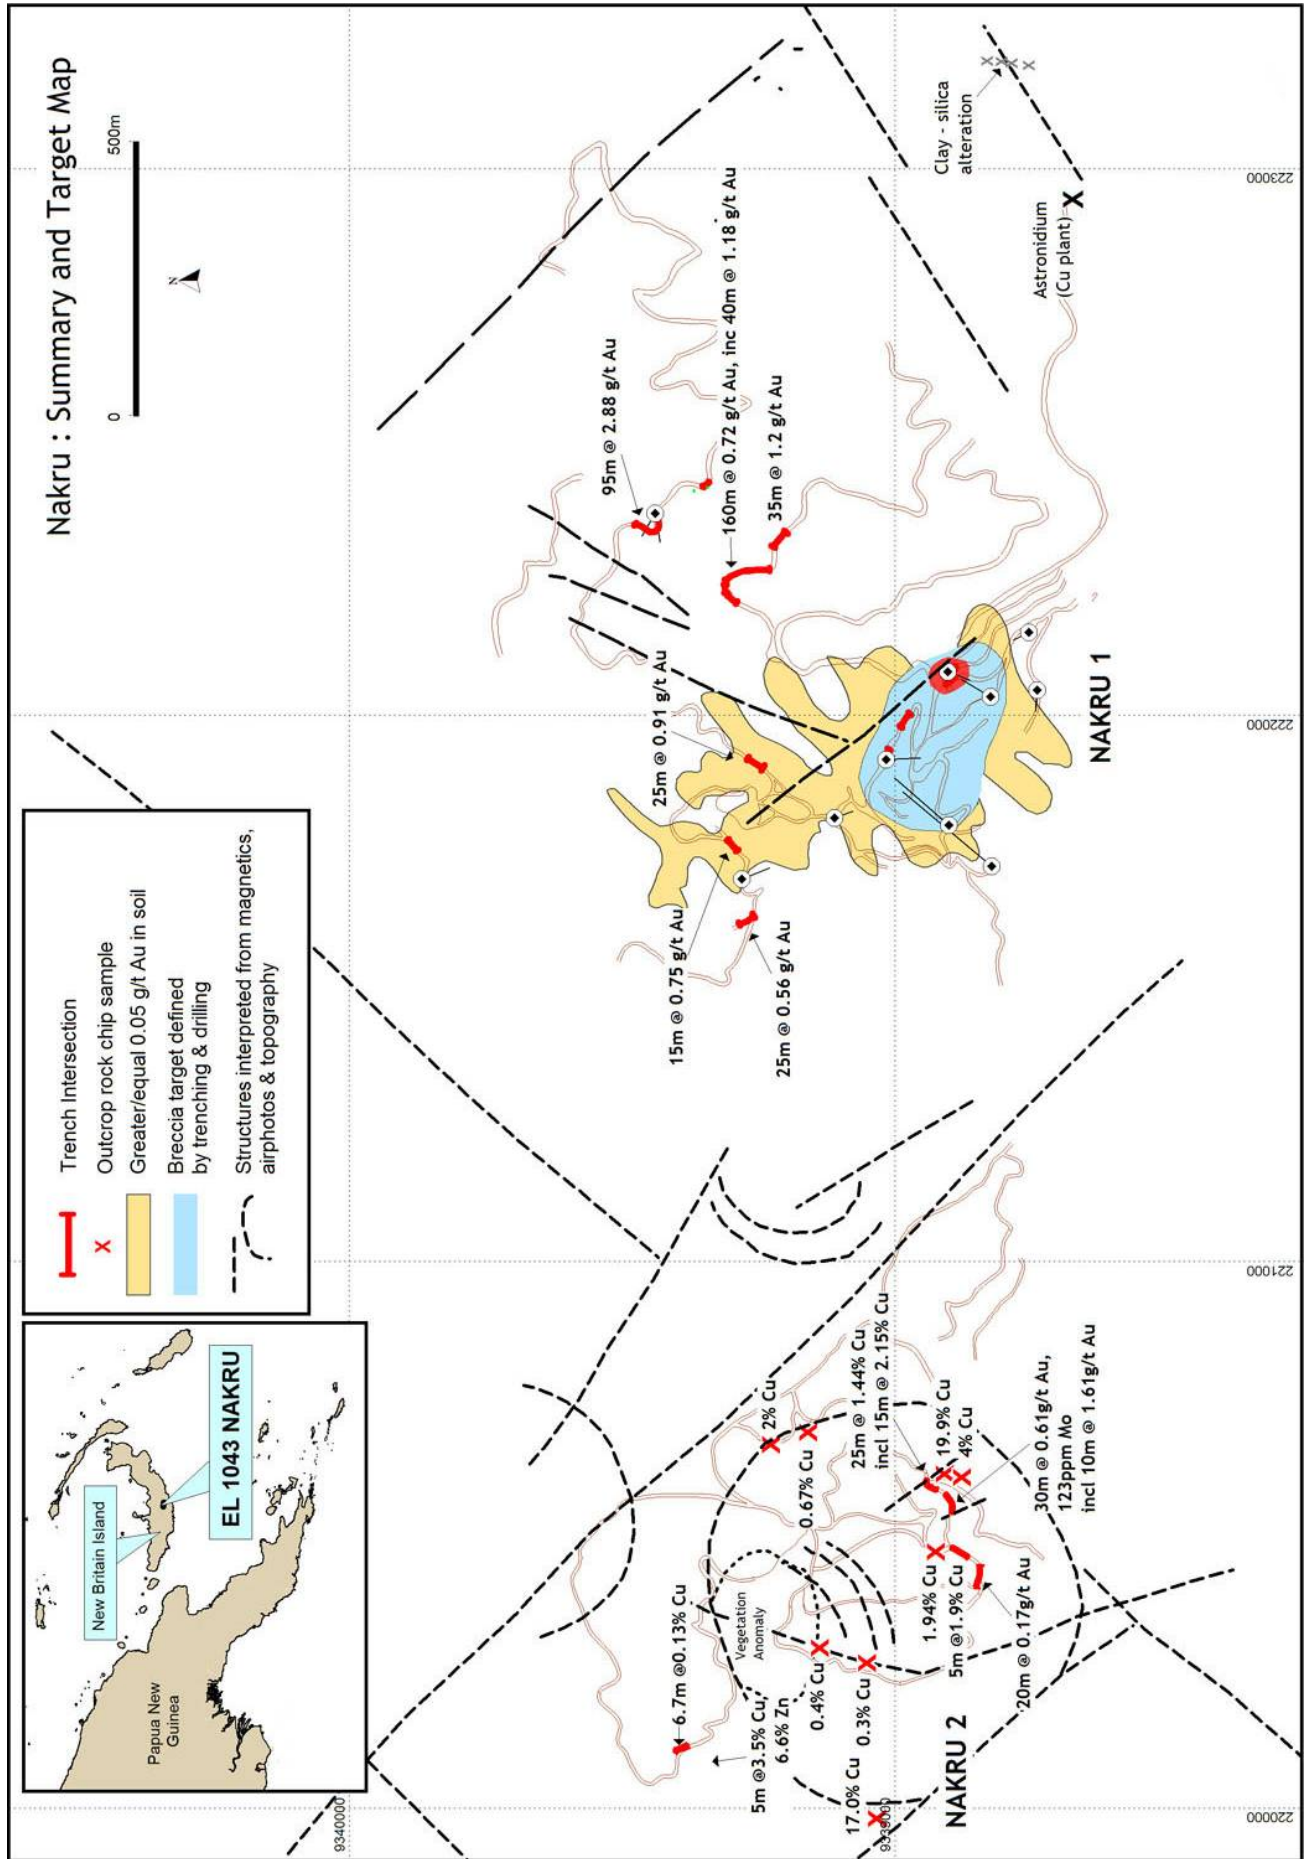 Nakru : Summary and Target Map
0
500m
N
Papua New
Guinea
New Britain Island
EL 1043 NAKRU
Trench Intersection
Outcrop rock chip sample
Greater/equal 0.05 g/t Au in soil
Breccia target defined
by trenching & drilling
Structures interpreted from magnetics,
airphotos & topography
9340000
9339000
220000
221000
222000
223000
6.7m @0.13% Cu
5m @3.5% Cu,
6.6% Zn
Vegetation
Anomaly
0.4% Cu
0.3% Cu
17.0% Cu
NAKRU 2
2% Cu
0.67% Cu
25m @ 1.44% Cu
incl 15m @ 2.15% Cu
19.9% Cu
4% Cu
1.94% Cu
5m @1.9% Cu
20m @ 0.17g/t Au
30m @ 0.61g/t Au,
123ppm Mo
incl 10m @ 1.61g/t Au
15m @ 0.75 g/t Au
25m @ 0.56 g/t Au
25m @ 0.91 g/t Au
95m @ 2.88 g/t Au
160m @ 0.72 g/t Au, inc 40m @ 1.18 g/t Au
35m @ 1.2 g/t Au
NAKRU 1
Astronidium
(Cu plant)
Clay - silica
alteration